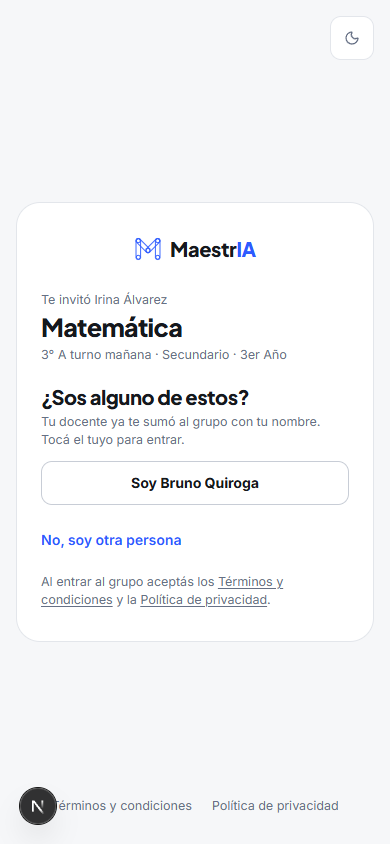 MaestrIA
Te invitó Irina Álvarez
Matemática
3° A turno mañana · Secundario · 3er Año
¿Sos alguno de estos?
Tu docente ya te sumó al grupo con tu nombre.
Tocá el tuyo para entrar.
Soy Bruno Quiroga
No, soy otra persona
Al entrar al grupo aceptás los Términos y
condiciones y la Política de privacidad.
N Términos y condiciones Política de privacidad